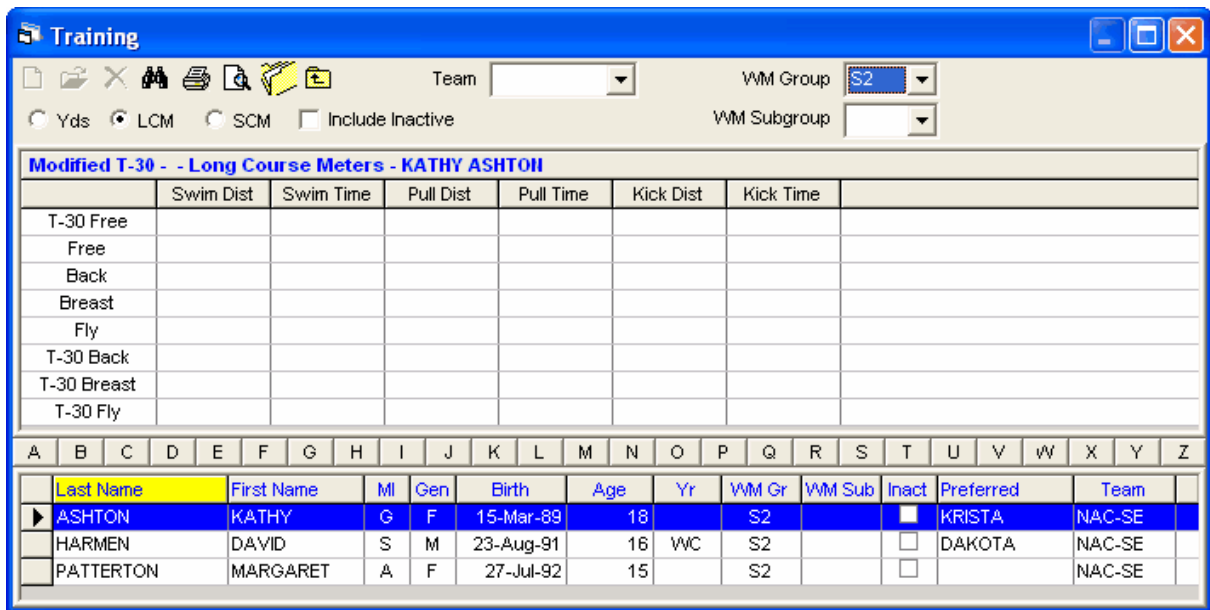 Training
Team WM Group S2
Yds LCM SCM Include Inactive WM Subgroup
Modified T-30 - - Long Course Meters - KATHY ASHTON
Swim Dist Swim Time Pull Dist Pull Time Kick Dist Kick Time
T-30 Free
Free
Back
Breast
Fly
T-30 Back
T-30 Breast
T-30 Fly
A B C D E F G H I J K L M N O P Q R S T U V W X Y Z
Last Name First Name MI Gen Birth Age Yr WM Gr WM Sub Inact Preferred Team
ASHTON KATHY G F 15-Mar-89 18 S2 KRISTA NAC-SE
HARMEN DAVID S M 23-Aug-91 16 WC S2 DAKOTA NAC-SE
PATTERTON MARGARET A F 27-Jul-92 15 S2 NAC-SE